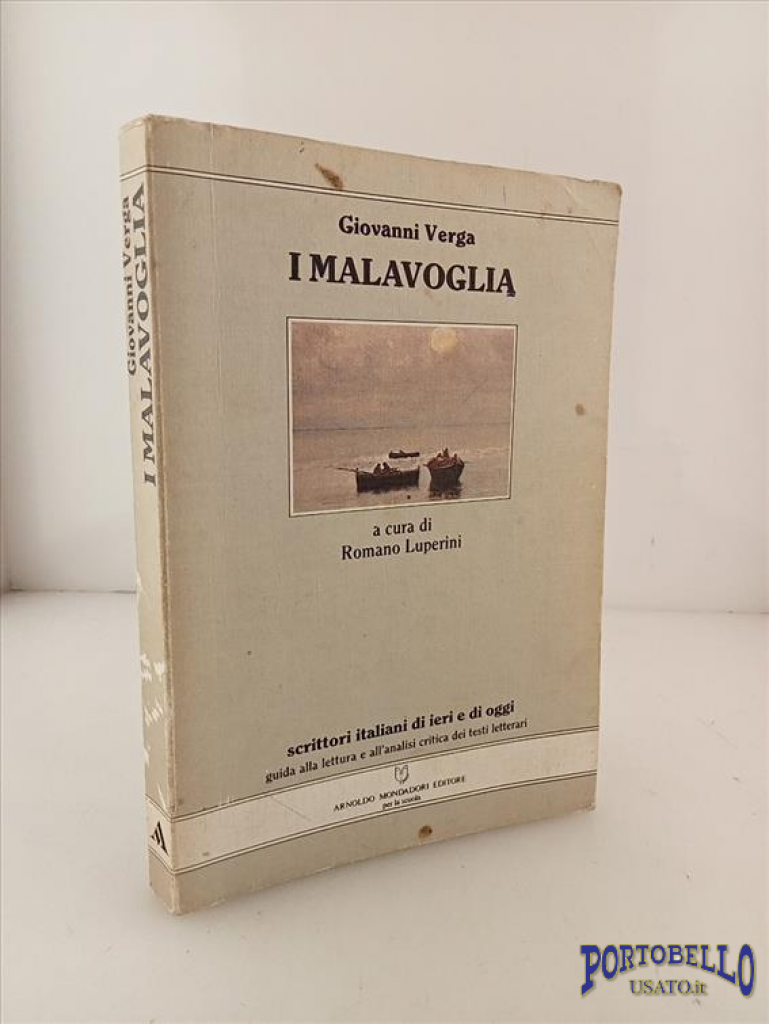 Giovanni Verga
I MALAVOGLIA
Giovanni Verga
I MALAVOGLIA
a cura di
Romano Luperini
scrittori italiani di ieri e di oggi
guida alla lettura e all'analisi critica dei testi letterari
ARNOLDO MONDADORI EDITORE
per la scuola
PORTOBELLO
USATO.it